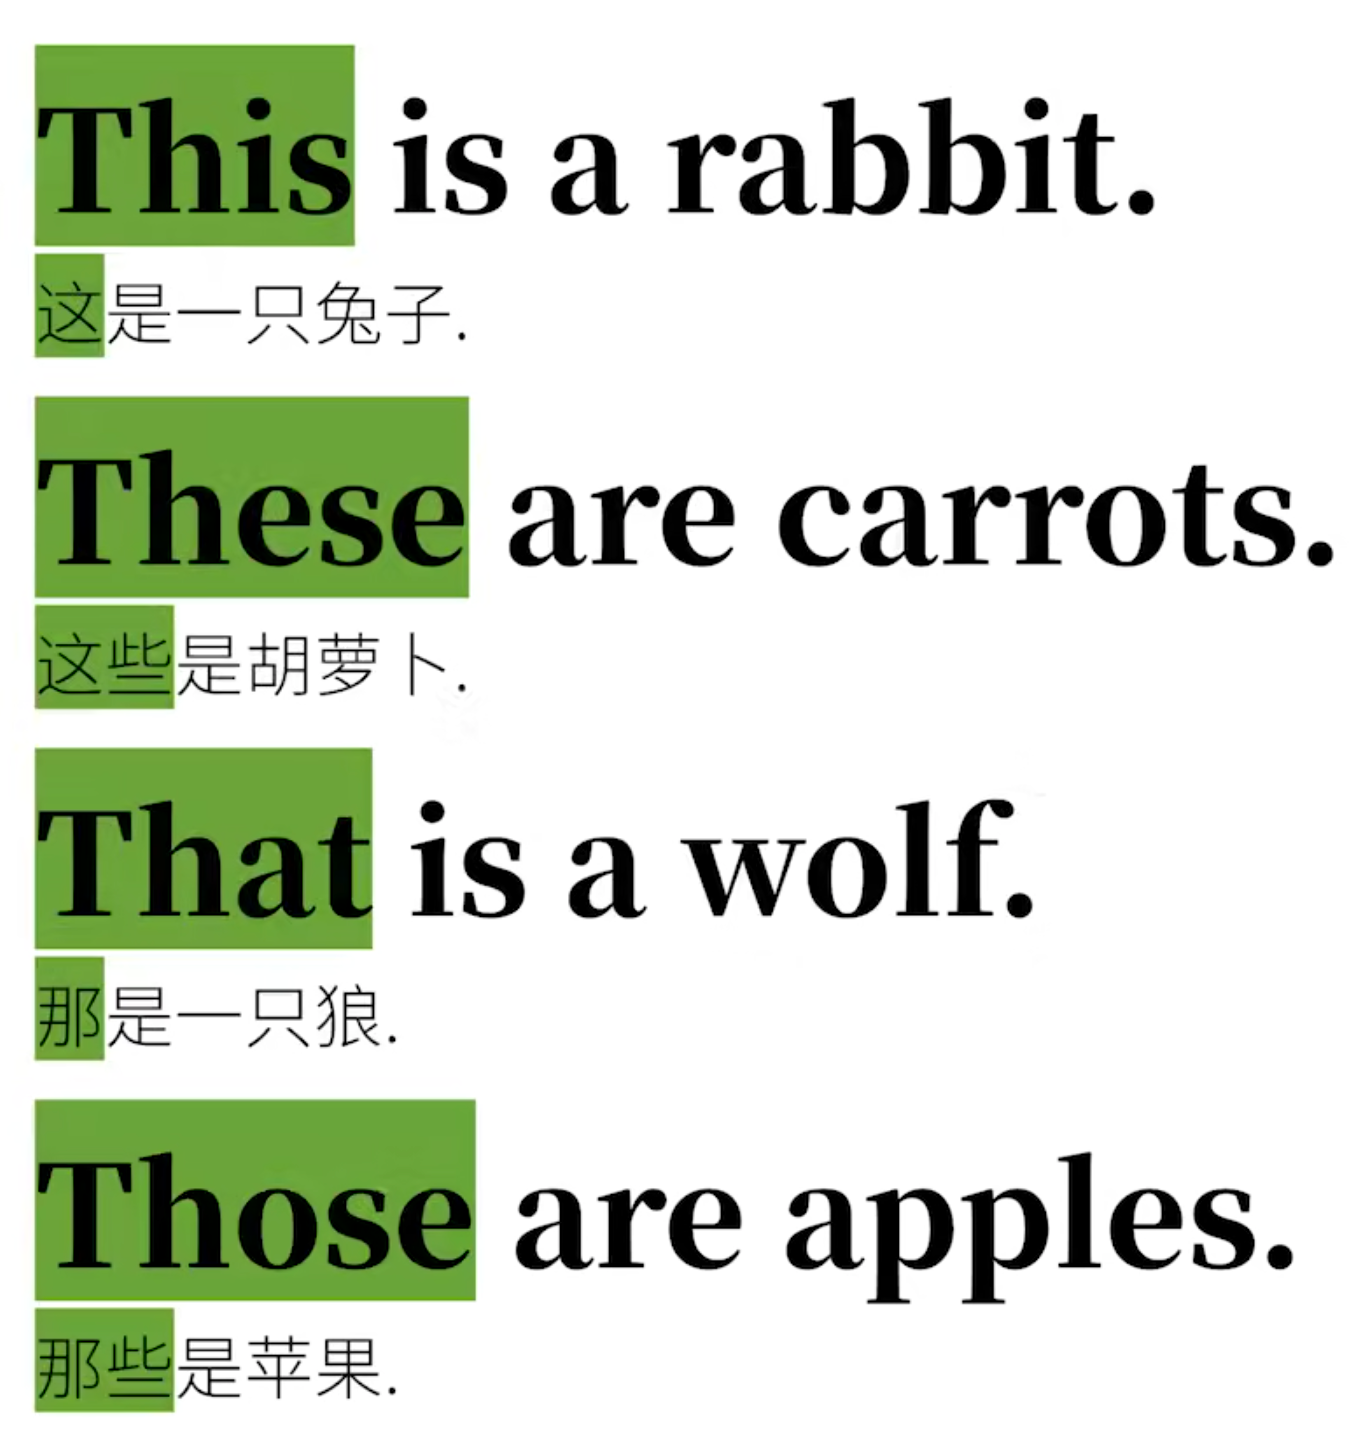 This is a rabbit.
这是一只兔子.
These are carrots.
这些是胡萝卜.
That is a wolf.
那是一只狼.
Those are apples.
那些是苹果.